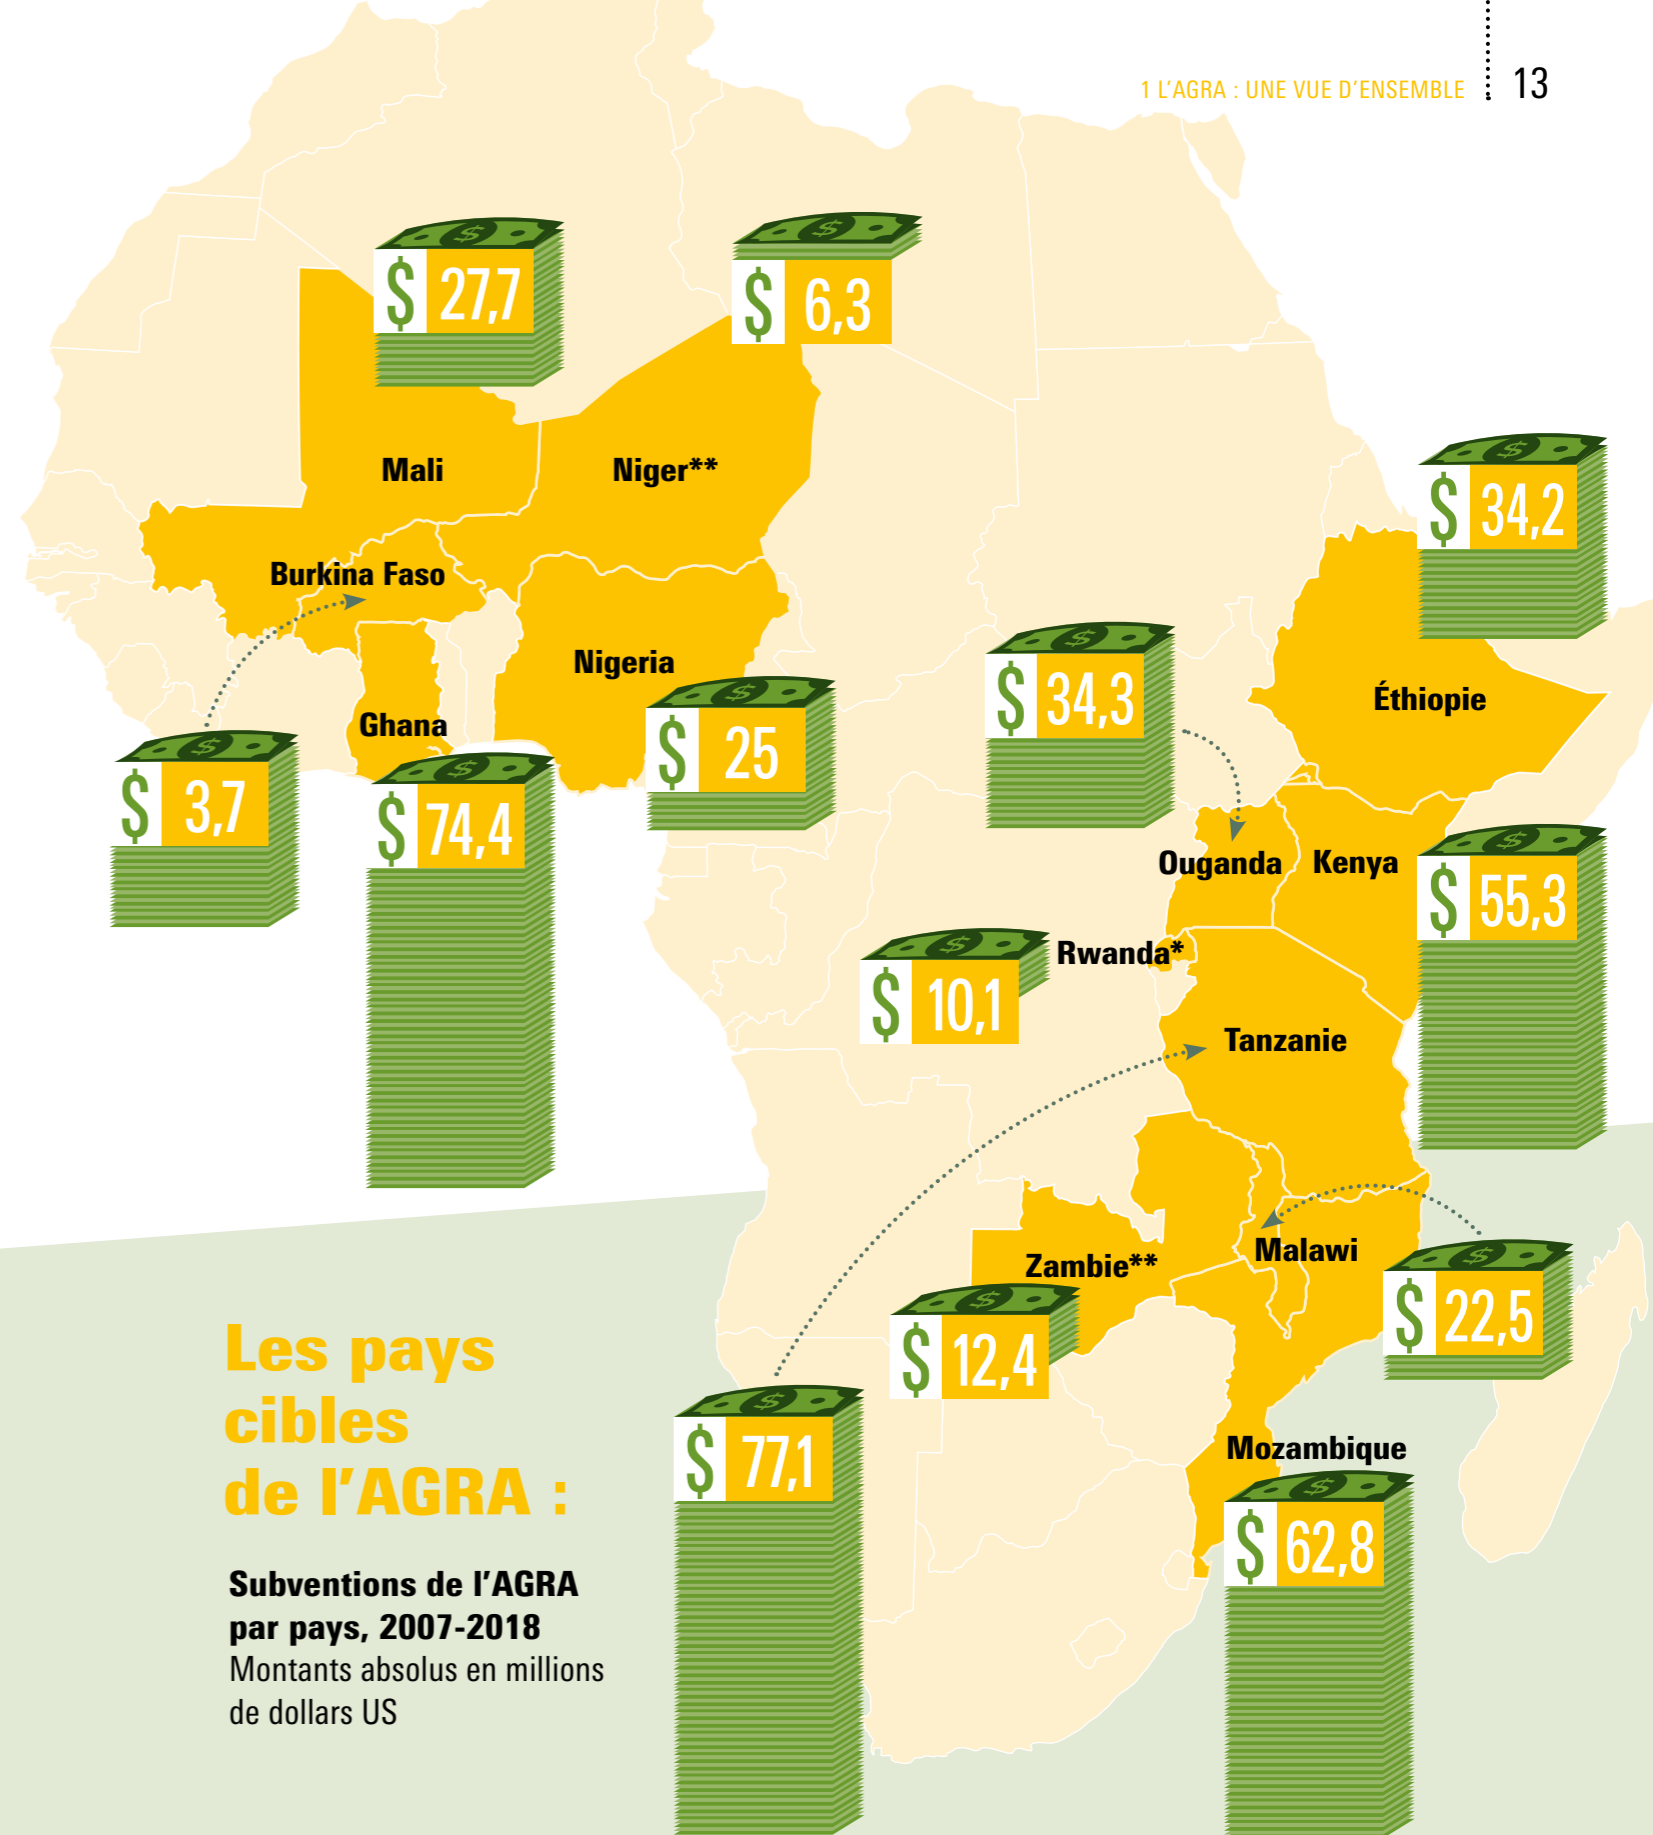 1 L'AGRA : UNE VUE D'ENSEMBLE
13
$ 27,7
$ 6,3
Mali
Niger**
$ 34,2
Burkina Faso
Nigeria
$ 34,3
Éthiopie
Ghana
$ 25
$ 3,7
$ 74,4
Ouganda
Kenya
$ 55,3
Rwanda*
$ 10,1
Tanzanie
Zambie**
Malawi
$ 22,5
$ 12,4
Les pays
cibles
de l'AGRA :
$ 77,1
Mozambique
$ 62,8
Subventions de l'AGRA
par pays, 2007-2018
Montants absolus en millions
de dollars US